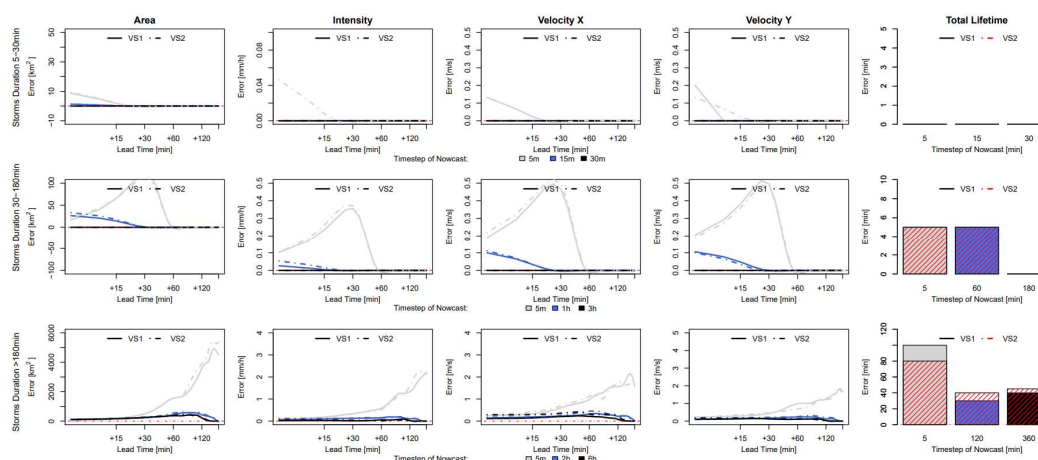 Area Intensity Velocity X Velocity Y Total Lifetime
Storms Duration 5−30min
Error [km²]
50
30
10
−10
VS1 VS2
+15 +30 +60 +120
Lead Time [min]
Error [mm/h]
0.08
0.04
0.00
VS1 VS2
+15 +30 +60 +120
Lead Time [min]
Error [m/s]
0.5
0.4
0.3
0.2
0.1
0.0
VS1 VS2
+15 +30 +60 +120
Lead Time [min]
Error [m/s]
0.5
0.4
0.3
0.2
0.1
0.0
VS1 VS2
+15 +30 +60 +120
Lead Time [min]
Error [min]
5
4
3
2
1
0
VS1 VS2
5 15 30
Timestep of Nowcast [min]
Timestep of Nowcast: 5m 15m 30m
Storms Duration 30−180min
Error [km²]
100
50
0
−50
−100
VS1 VS2
+15 +30 +60 +120
Lead Time [min]
Error [mm/h]
0.5
0.4
0.3
0.2
0.1
0.0
VS1 VS2
+15 +30 +60 +120
Lead Time [min]
Error [m/s]
0.5
0.4
0.3
0.2
0.1
0.0
VS1 VS2
+15 +30 +60 +120
Lead Time [min]
Error [m/s]
0.5
0.4
0.3
0.2
0.1
0.0
VS1 VS2
+15 +30 +60 +120
Lead Time [min]
Error [min]
10
8
6
4
2
0
VS1 VS2
5 60 180
Timestep of Nowcast [min]
Timestep of Nowcast: 5m 1h 3h
Storms Duration >180min
Error [km²]
6000
4000
2000
0
VS1 VS2
+15 +30 +60 +120
Lead Time [min]
Error [mm/h]
4
3
2
1
0
VS1 VS2
+15 +30 +60 +120
Lead Time [min]
Error [m/s]
4
3
2
1
0
VS1 VS2
+15 +30 +60 +120
Lead Time [min]
Error [m/s]
5
4
3
2
1
0
VS1 VS2
+15 +30 +60 +120
Lead Time [min]
Error [min]
120
80
60
40
20
0
VS1 VS2
5 120 360
Timestep of Nowcast [min]
Timestep of Nowcast: 5m 2h 6h